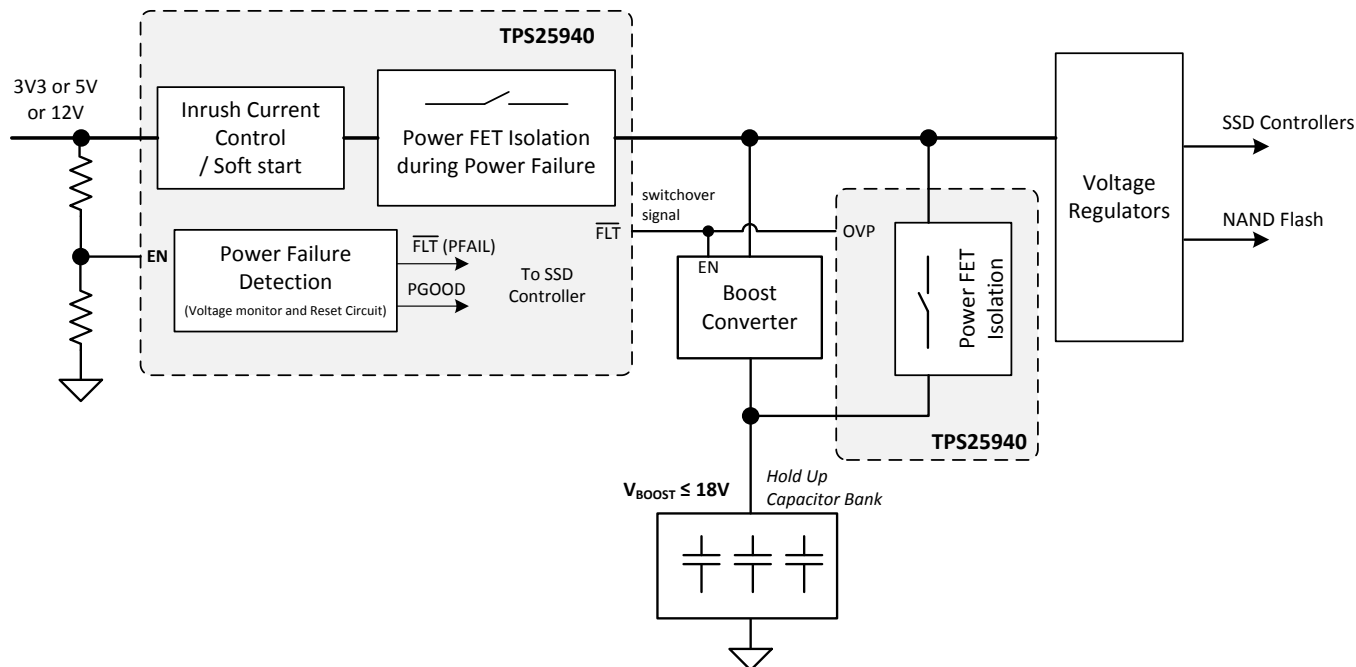 TPS25940
3V3 or 5V
or 12V
Inrush Current
Control
/ Soft start
Power FET Isolation
during Power Failure
SSD Controllers
Voltage
Regulators
NAND Flash
switchover
signal
F̅L̅T̅
OVP
EN
Power Failure
Detection
(Voltage monitor and Reset Circuit)
F̅L̅T̅ (PFAIL)
PGOOD
To SSD
Controller
EN
Boost
Converter
Power FET
Isolation
TPS25940
VBOOST ≤ 18V
Hold Up
Capacitor Bank